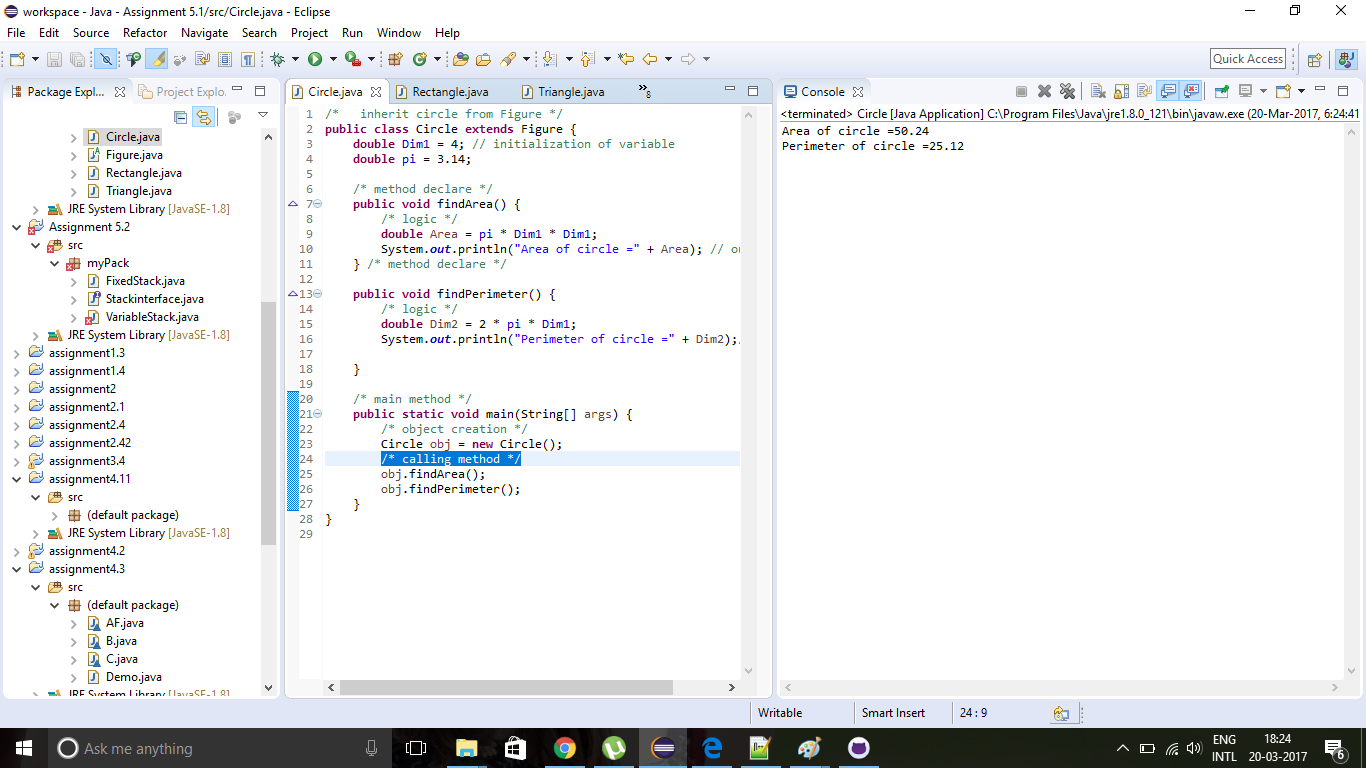 workspace - Java - Assignment 5.1/src/Circle.java - Eclipse
File Edit Source Refactor Navigate Search Project Run Window Help
Quick Access
Package Expl...
Project Explo.
Circle.java
Figure.java
Rectangle.java
Triangle.java
JRE System Library [JavaSE-1.8]
Assignment 5.2
src
myPack
FixedStack.java
Stackinterface.java
VariableStack.java
JRE System Library [JavaSE-1.8]
assignment1.3
assignment1.4
assignment2
assignment2.1
assignment2.4
assignment2.42
assignment3.4
assignment4.11
src
(default package)
JRE System Library [JavaSE-1.8]
assignment4.2
assignment4.3
src
(default package)
AF.java
B.java
C.java
Demo.java
JRE System Library [JavaSE-1.8]
Circle.java Rectangle.java Triangle.java »8
1 /*   inherit circle from Figure */
2 public class Circle extends Figure {
3     double Dim1 = 4; // initialization of variable
4     double pi = 3.14;
5
6     /* method declare */
7     public void findArea() {
8         /* logic */
9         double Area = pi * Dim1 * Dim1;
10         System.out.println("Area of circle =" + Area); // ou
11     } /* method declare */
12
13     public void findPerimeter() {
14         /* logic */
15         double Dim2 = 2 * pi * Dim1;
16         System.out.println("Perimeter of circle =" + Dim2);
17
18     }
19
20     /* main method */
21     public static void main(String[] args) {
22         /* object creation */
23         Circle obj = new Circle();
24         /* calling method */
25         obj.findArea();
26         obj.findPerimeter();
27     }
28 }
29
Console
<terminated> Circle [Java Application] C:\Program Files\Java\jre1.8.0_121\bin\javaw.exe (20-Mar-2017, 6:24:41
Area of circle =50.24
Perimeter of circle =25.12
Writable Smart Insert 24 : 9
Ask me anything
ENG
INTL
18:24
20-03-2017
6